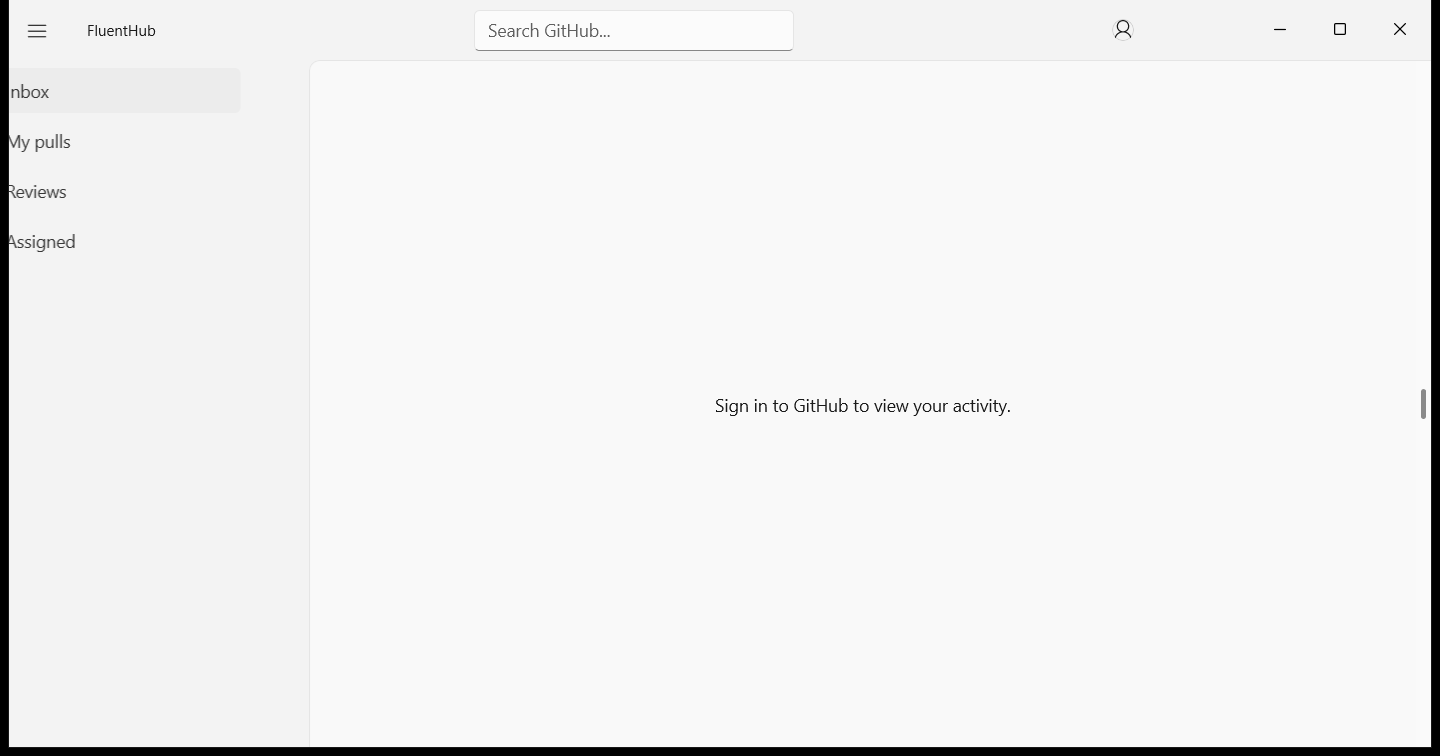 FluentHub
Search GitHub...
nbox
My pulls
Reviews
Assigned
Sign in to GitHub to view your activity.